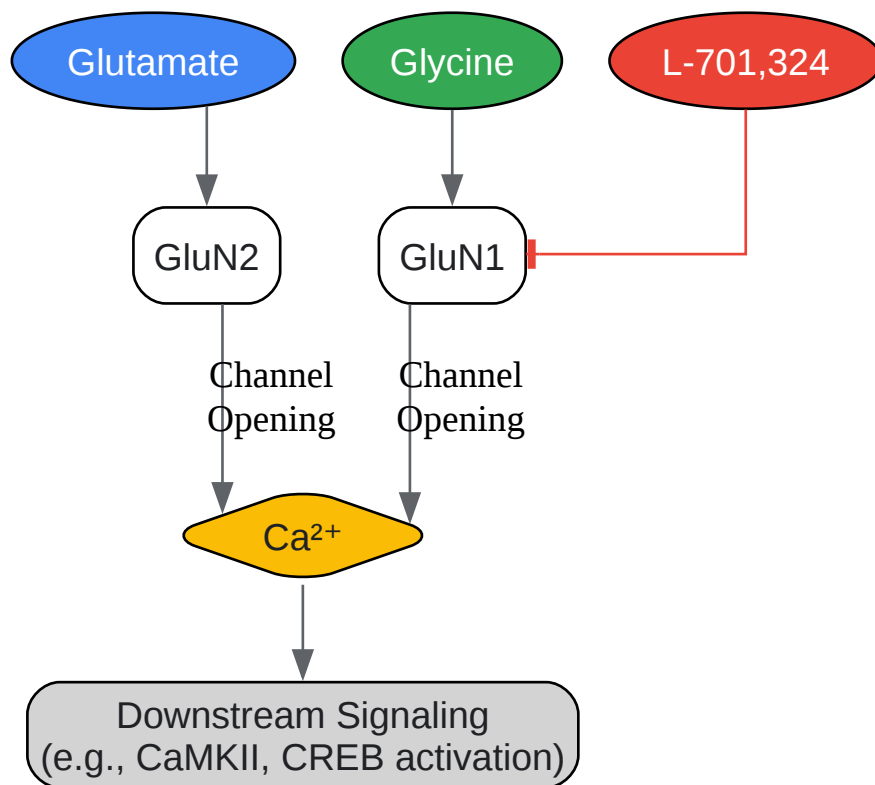 Glutamate
Glycine
L-701,324
GluN2
GluN1
Channel
Opening
Channel
Opening
Ca²⁺
Downstream Signaling
(e.g., CaMKII, CREB activation)